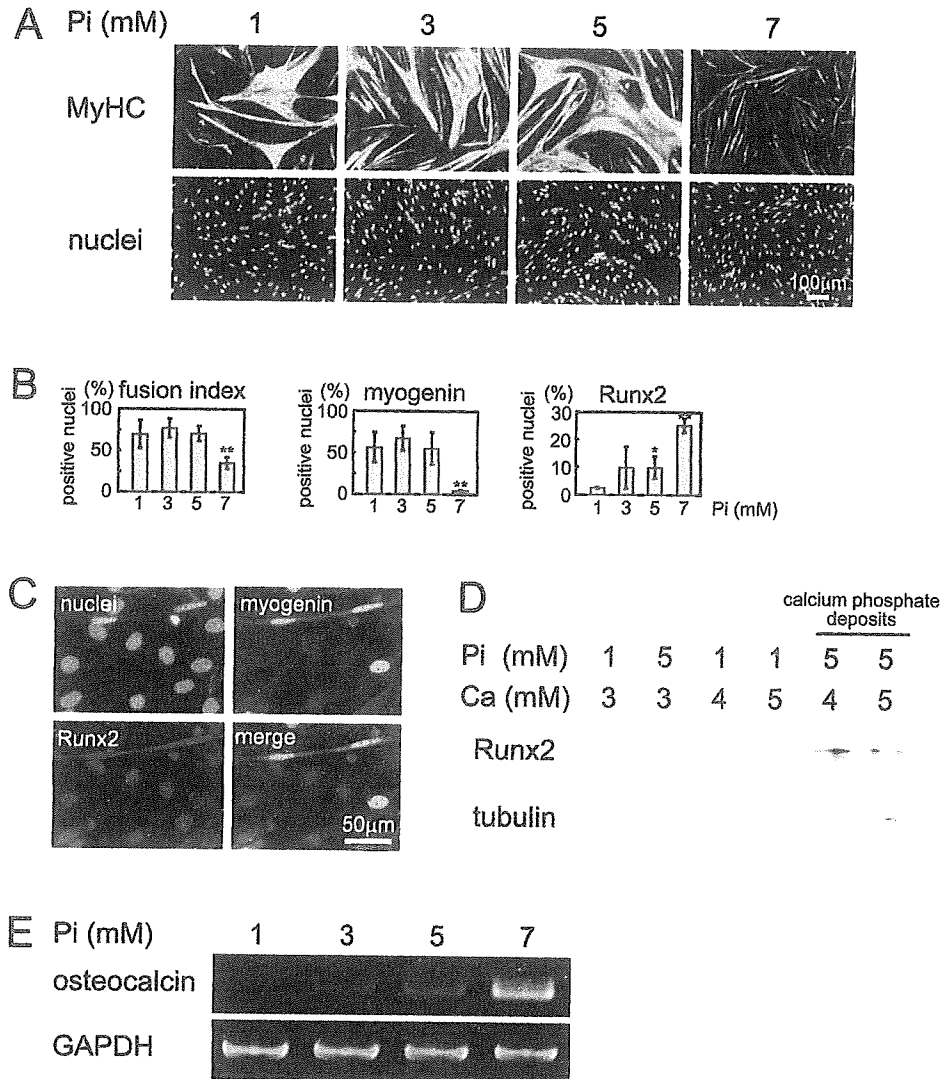 A Pi (mM) 1 3 5 7
MyHC
nuclei
100µm
B
(%) fusion index
positive nuclei
100
50
0
**
1 3 5 7
(%) myogenin
positive nuclei
100
50
0
**
1 3 5 7
(%) Runx2
positive nuclei
30
20
10
0
*
**
1 3 5 7 Pi (mM)
C
nuclei
myogenin
Runx2
merge
50µm
D
calcium phosphate
deposits
Pi (mM) 1 5 1 1 5 5
Ca (mM) 3 3 4 5 4 5
Runx2
tubulin
E Pi (mM) 1 3 5 7
osteocalcin
GAPDH